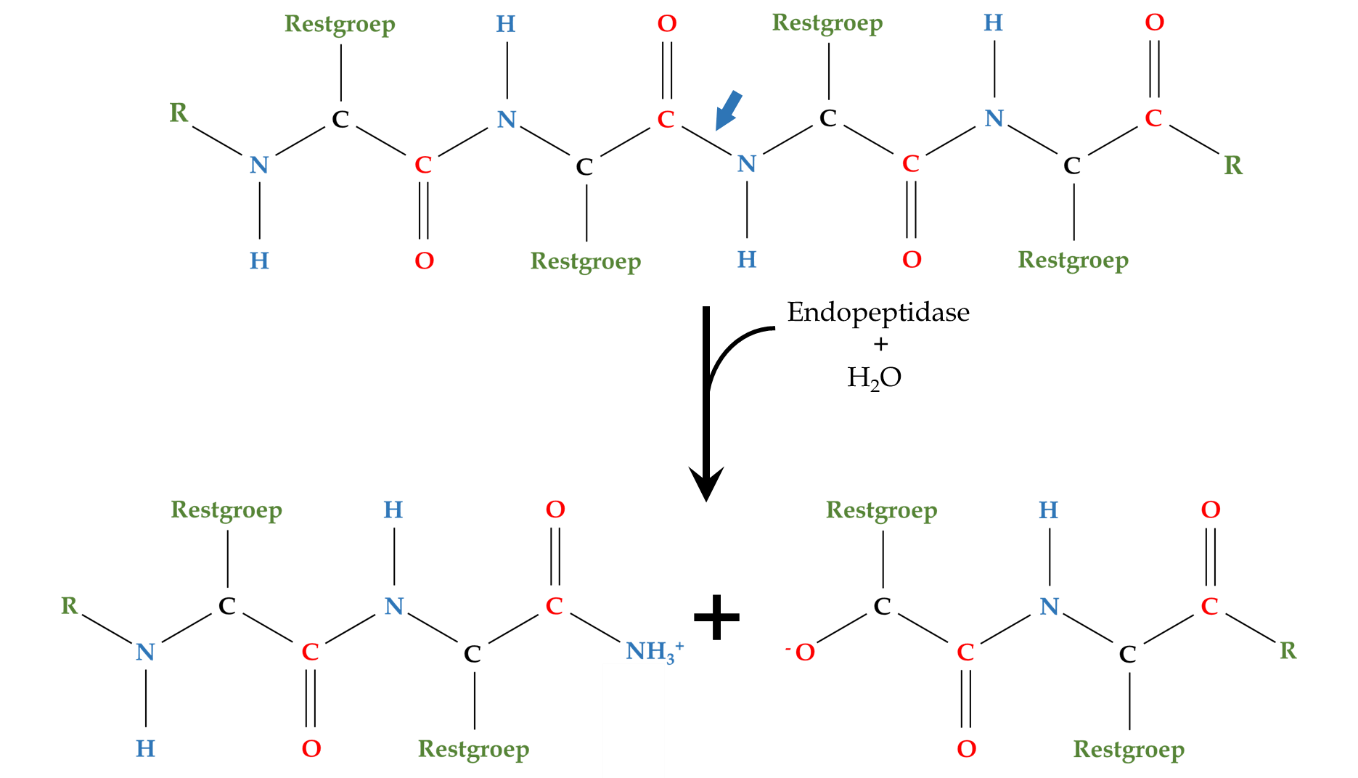 Restgroep H O Restgroep H O
R C N C C N C R
N C C N C C
H O Restgroep H O Restgroep
Endopeptidase
+
H₂O
Restgroep H O Restgroep H O
R C N C + C N C
N C C NH₃⁺ ⁻O C C R
H O Restgroep O Restgroep